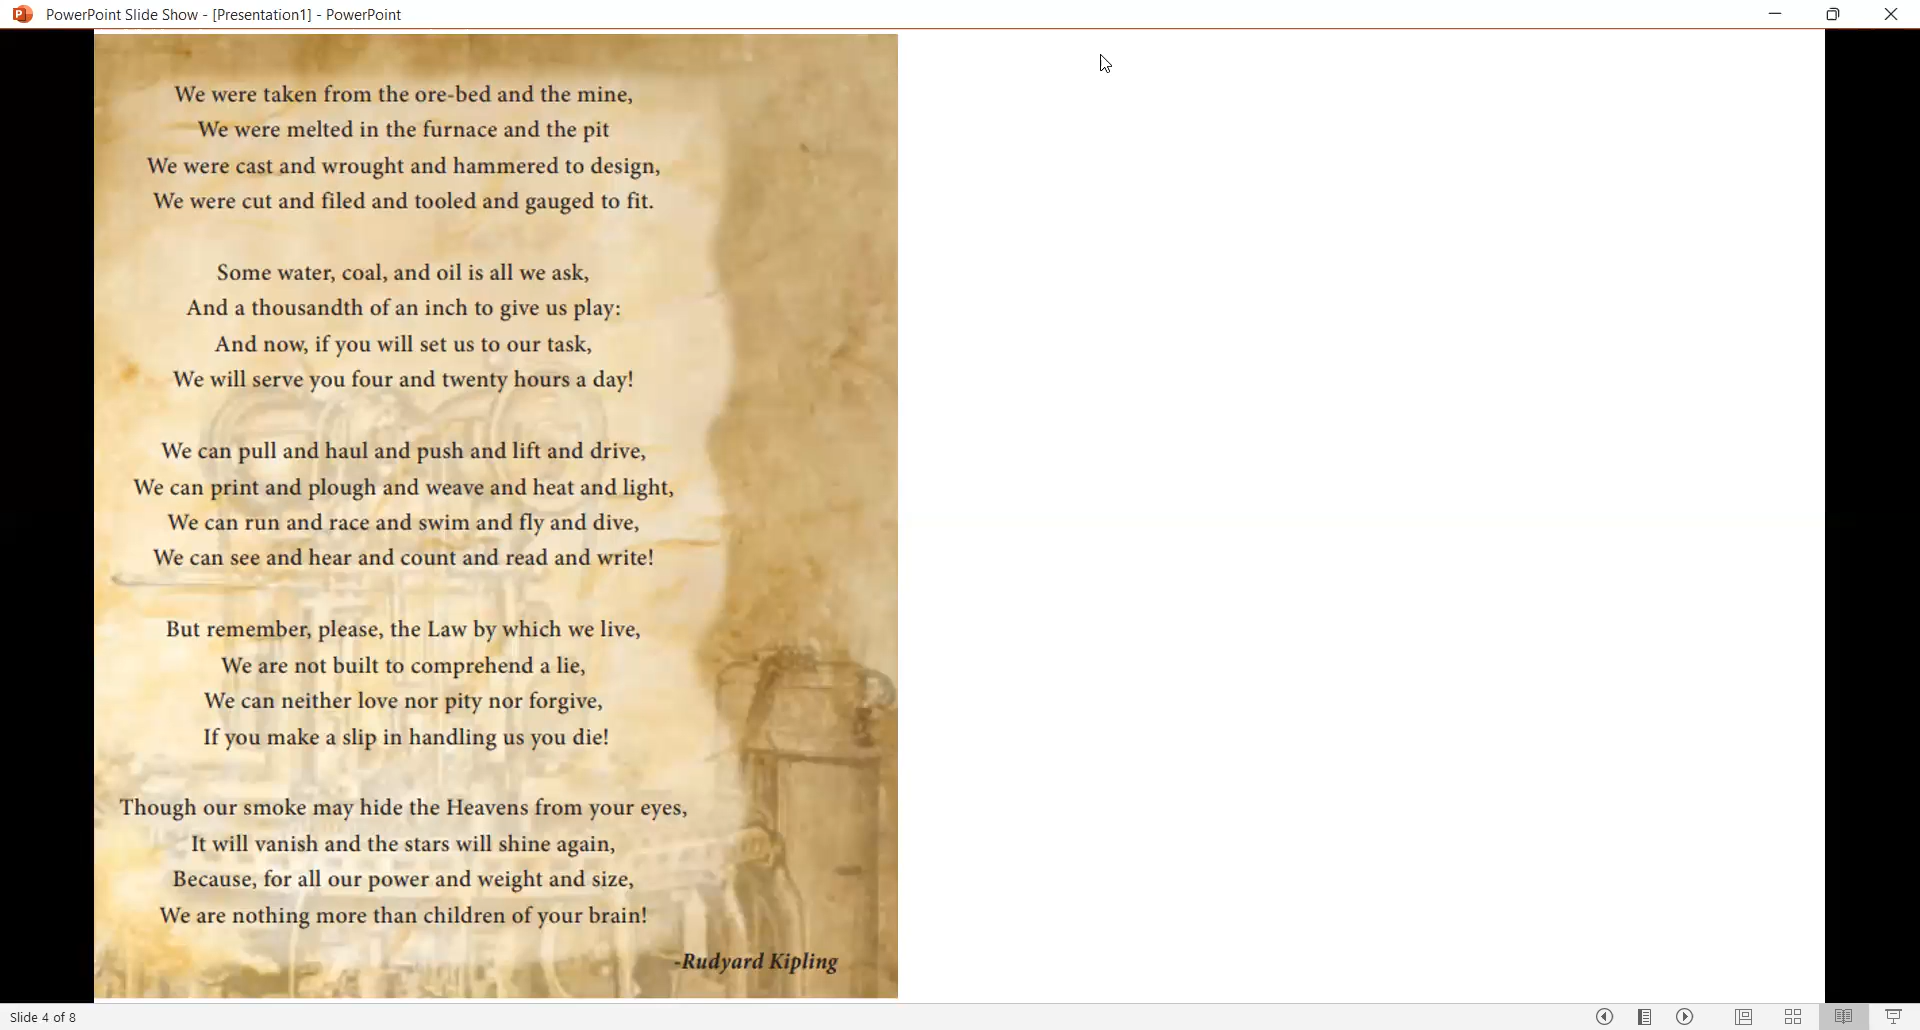 PowerPoint Slide Show - [Presentation1] - PowerPoint
We were taken from the ore-bed and the mine,
We were melted in the furnace and the pit
We were cast and wrought and hammered to design,
We were cut and filed and tooled and gauged to fit.
Some water, coal, and oil is all we ask,
And a thousandth of an inch to give us play:
And now, if you will set us to our task,
We will serve you four and twenty hours a day!
We can pull and haul and push and lift and drive,
We can print and plough and weave and heat and light,
We can run and race and swim and fly and dive,
We can see and hear and count and read and write!
But remember, please, the Law by which we live,
We are not built to comprehend a lie,
We can neither love nor pity nor forgive,
If you make a slip in handling us you die!
Though our smoke may hide the Heavens from your eyes,
It will vanish and the stars will shine again,
Because, for all our power and weight and size,
We are nothing more than children of your brain!
-Rudyard Kipling
Slide 4 of 8